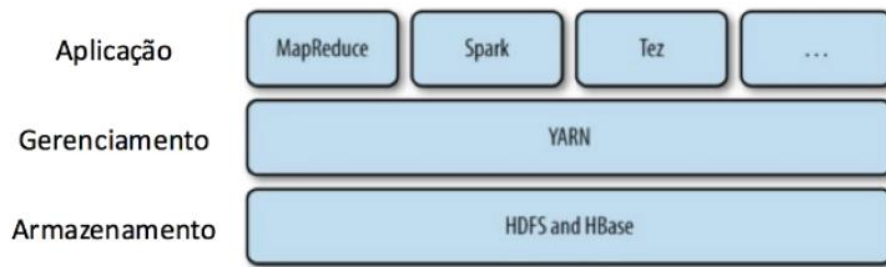 Aplicação
MapReduce
Spark
Tez
...
Gerenciamento
YARN
Armazenamento
HDFS and HBase